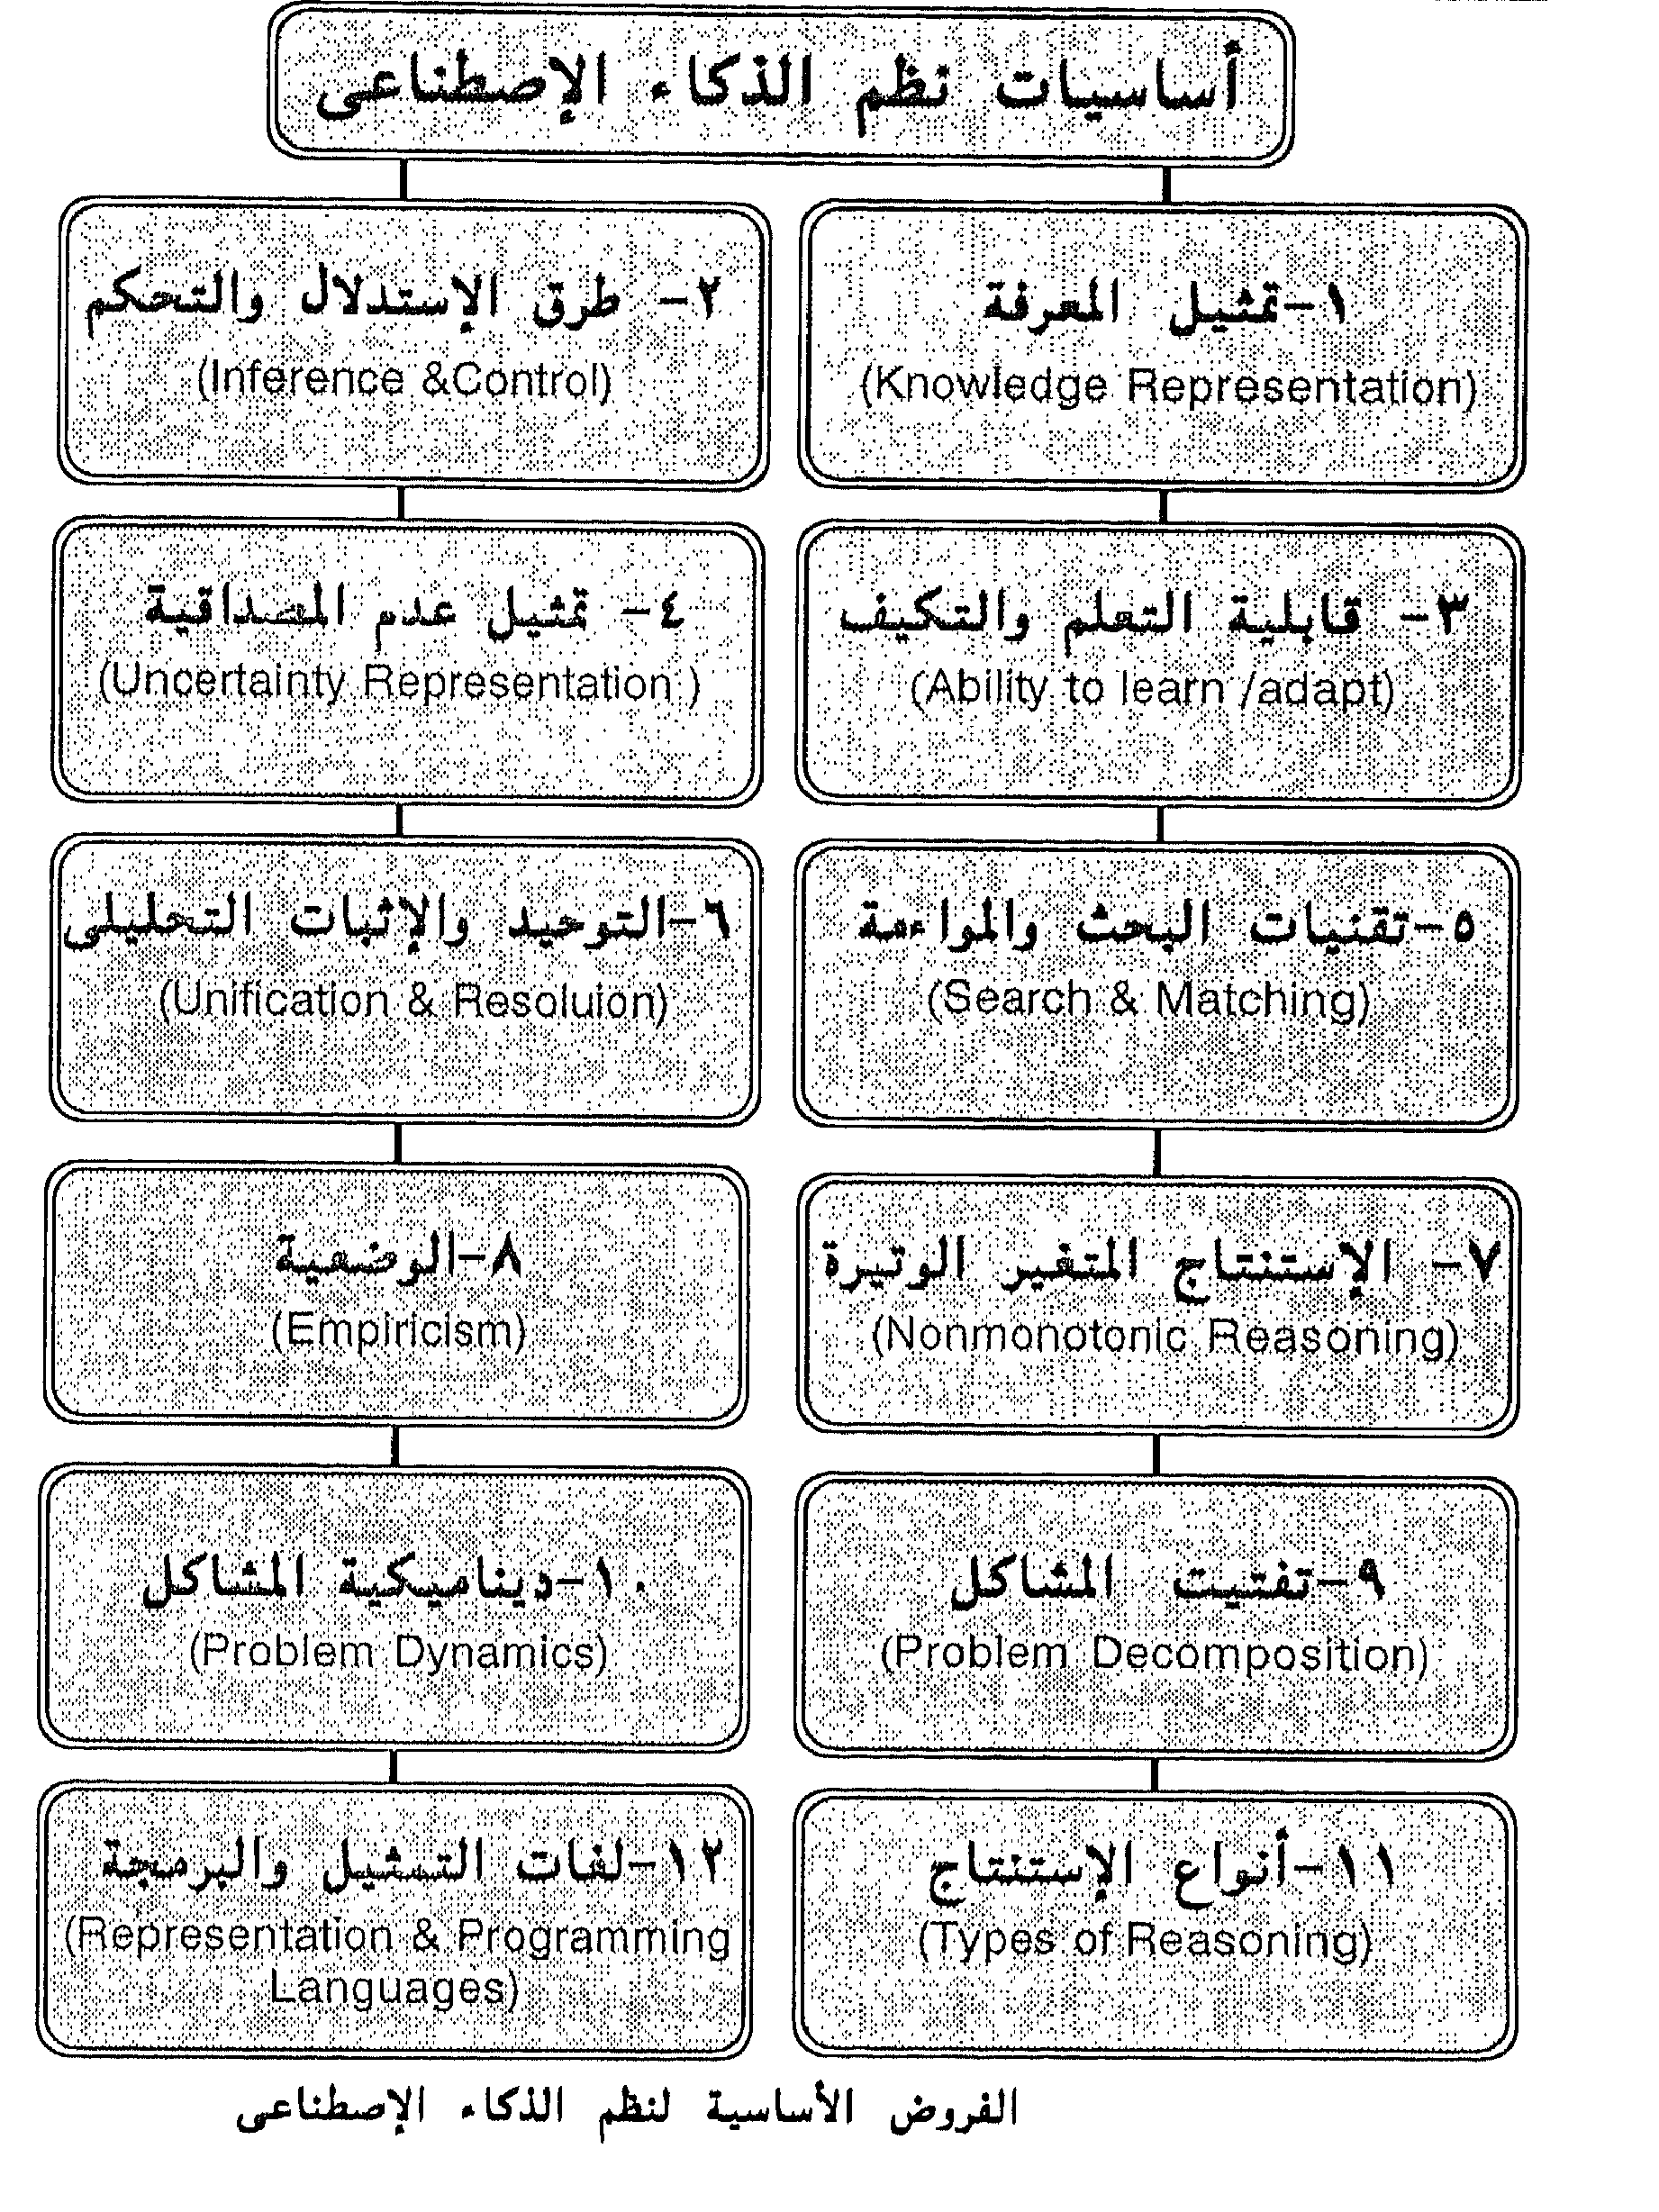 أساسيات نظم الذكاء الإصطناعى
١-تمثيل المعرفة
(Knowledge Representation)
٢- طرق الإستدلال والتحكم
(Inference &Control)
٣- قابلية التعلم والتكيف
(Ability to learn /adapt)
٤- تمثيل عدم المصداقية
(Uncertainty Representation )
٥-تقنيات البحث والمواءمة
(Search & Matching)
٦-التوحيد والإثبات التحليلى
(Unification & Resoluion)
٧- الإستنتاج المتغير الوتيرة
(Nonmonotonic Reasoning)
٨-الوضعية
(Empiricism)
٩-تفتيت المشاكل
(Problem Decomposition)
١٠-ديناميكية المشاكل
(Problem Dynamics)
١١-أنواع الإستنتاج
(Types of Reasoning)
١٢-لغات التمثيل والبرمجة
(Representation & Programming
Languages)
الفروض الأساسية لنظم الذكاء الإصطناعى